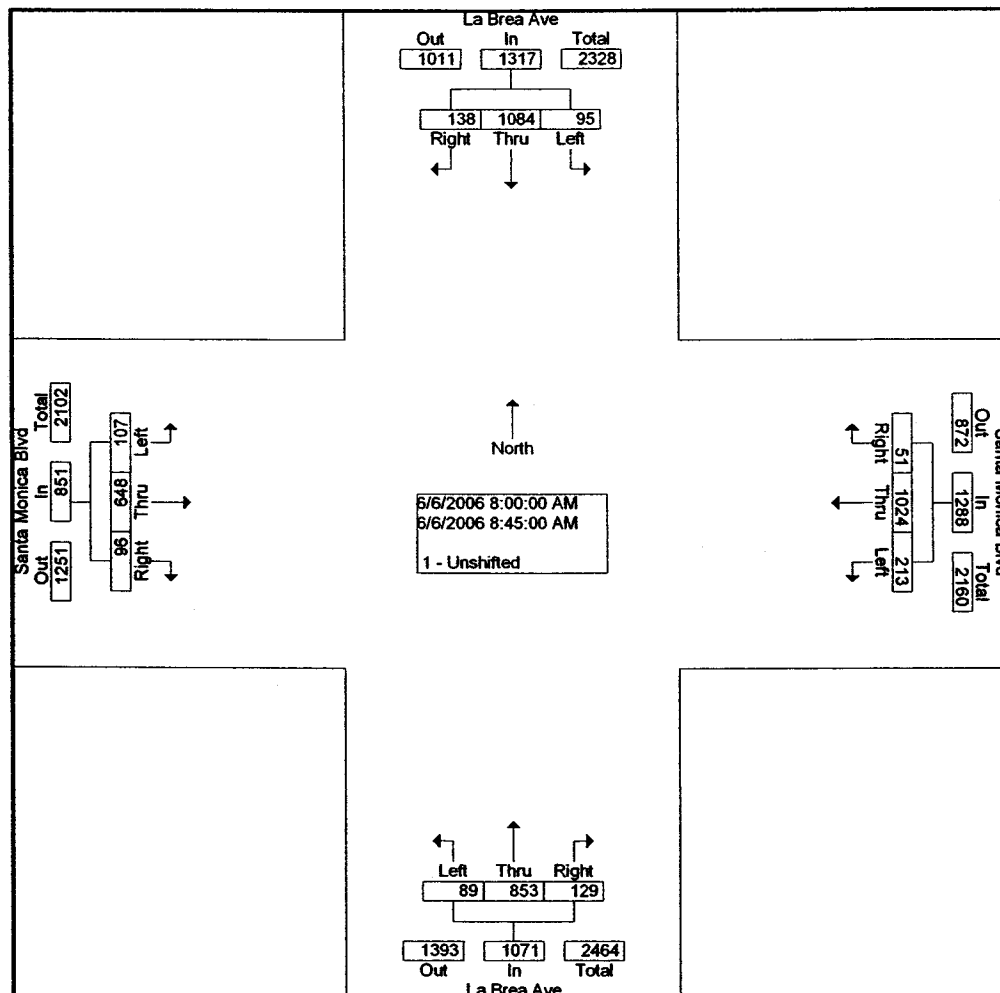 La Brea Ave
Out In Total
1011 1317 2328
138 1084 95
Right Thru Left
Santa Monica Blvd
Total In Out
2102 851 1251
107 648 96
Left Thru Right
North
6/6/2006 8:00:00 AM
6/6/2006 8:45:00 AM
1 - Unshifted
Right Thru Left
51 1024 213
Out In Total
872 1288 2160
Santa Monica Blvd
Left Thru Right
89 853 129
1393 1071 2464
Out In Total
La Brea Ave